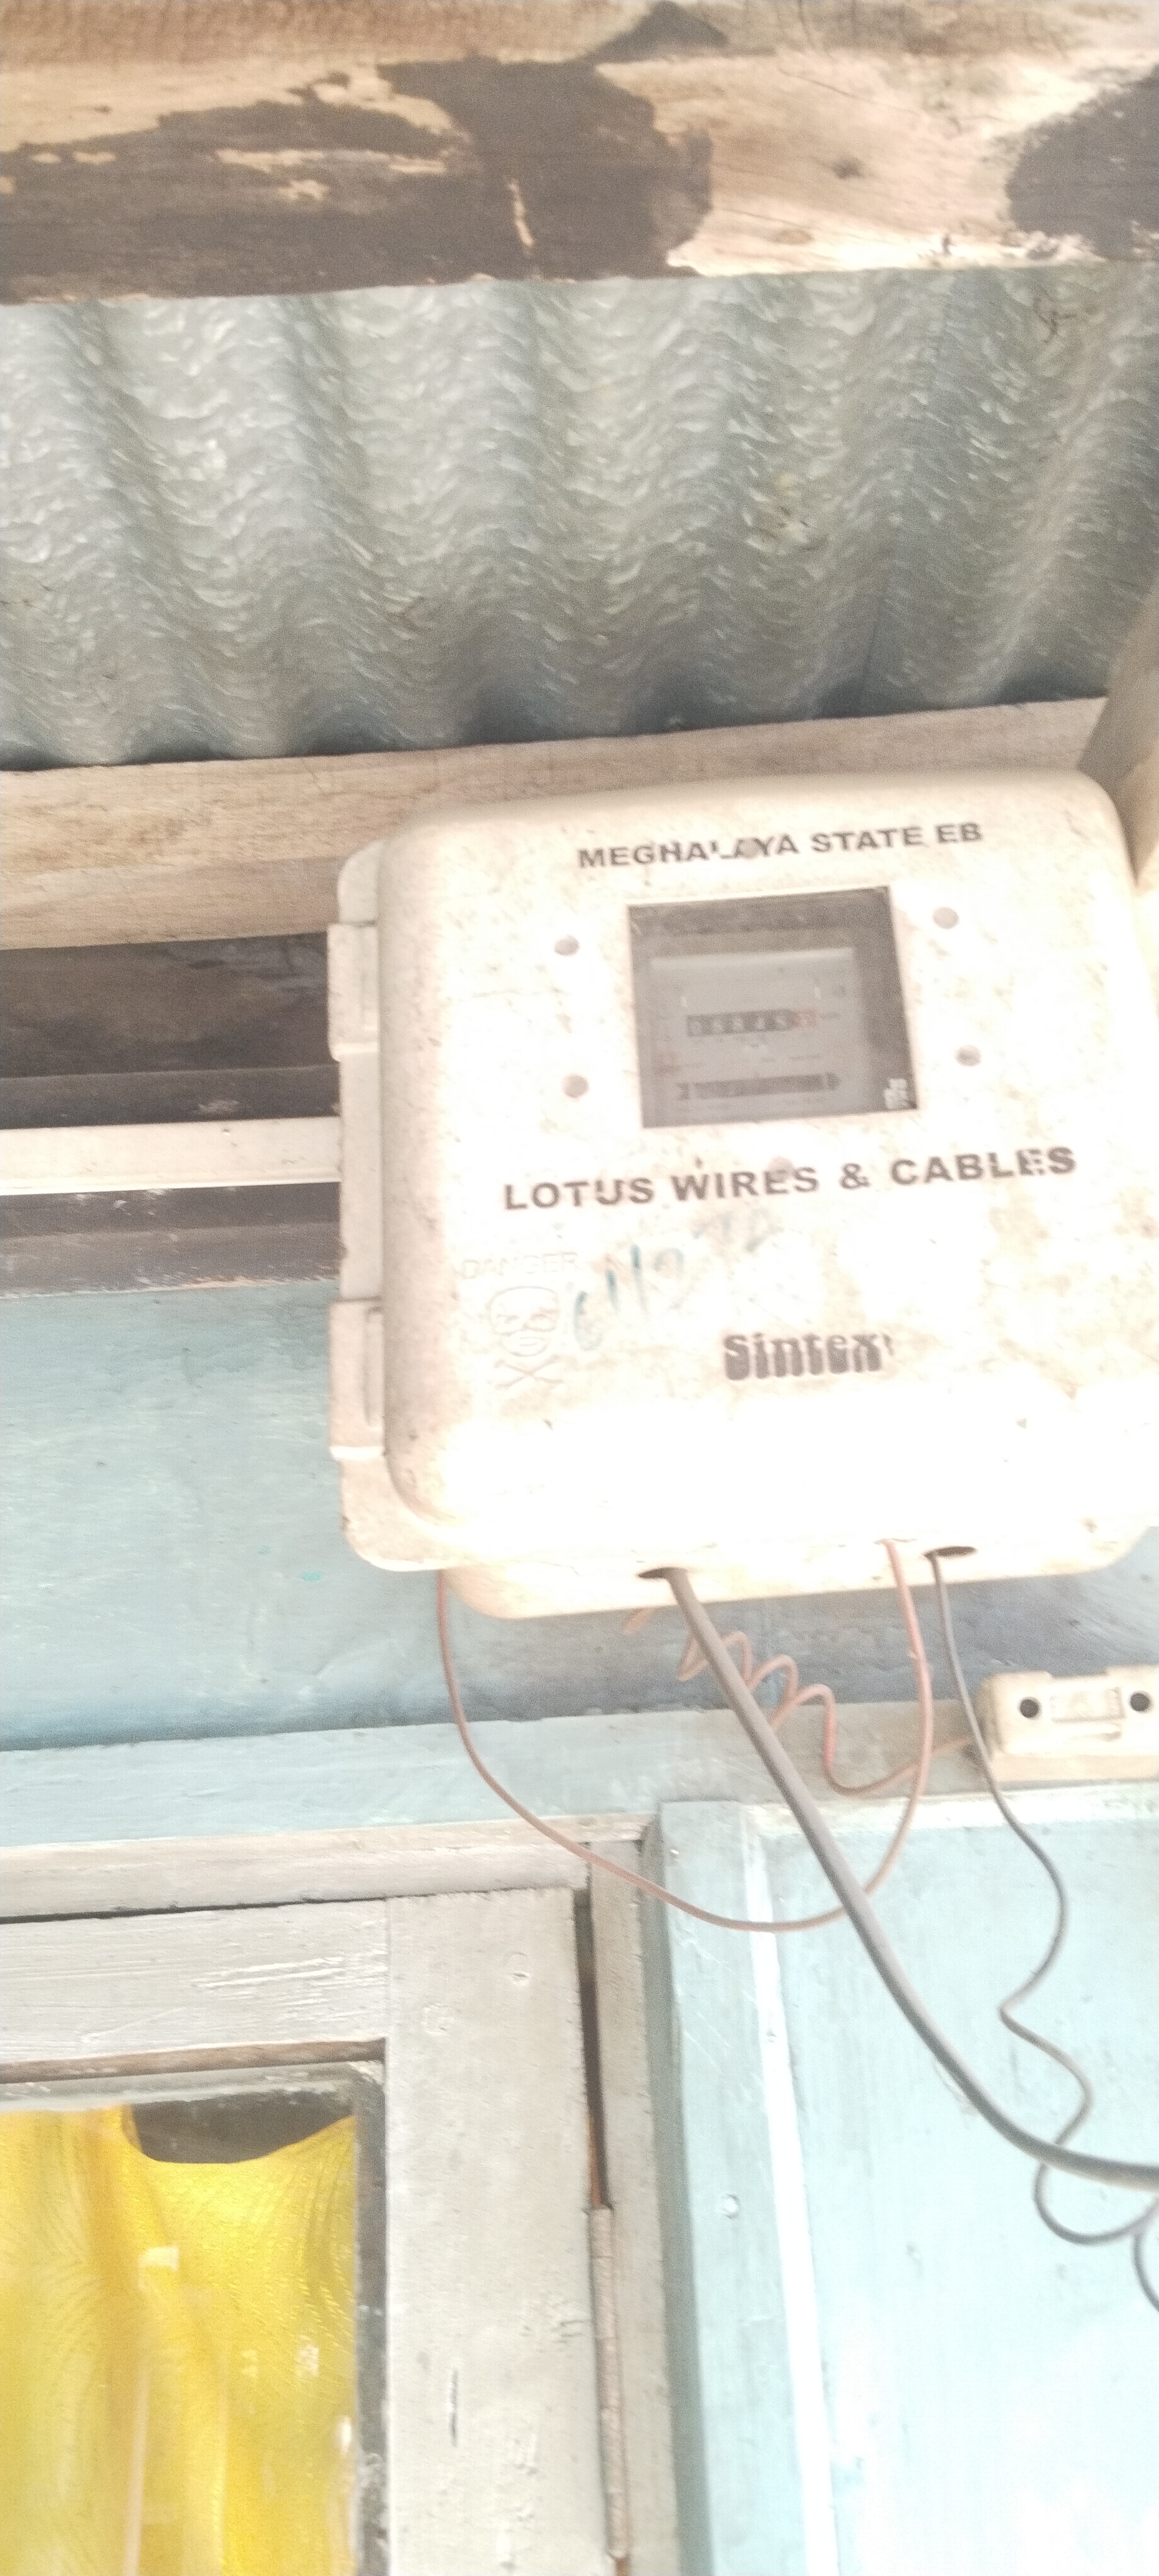 MEGHALAYA STATE EB
LOTUS WIRES & CABLES
DANGER
Sintex